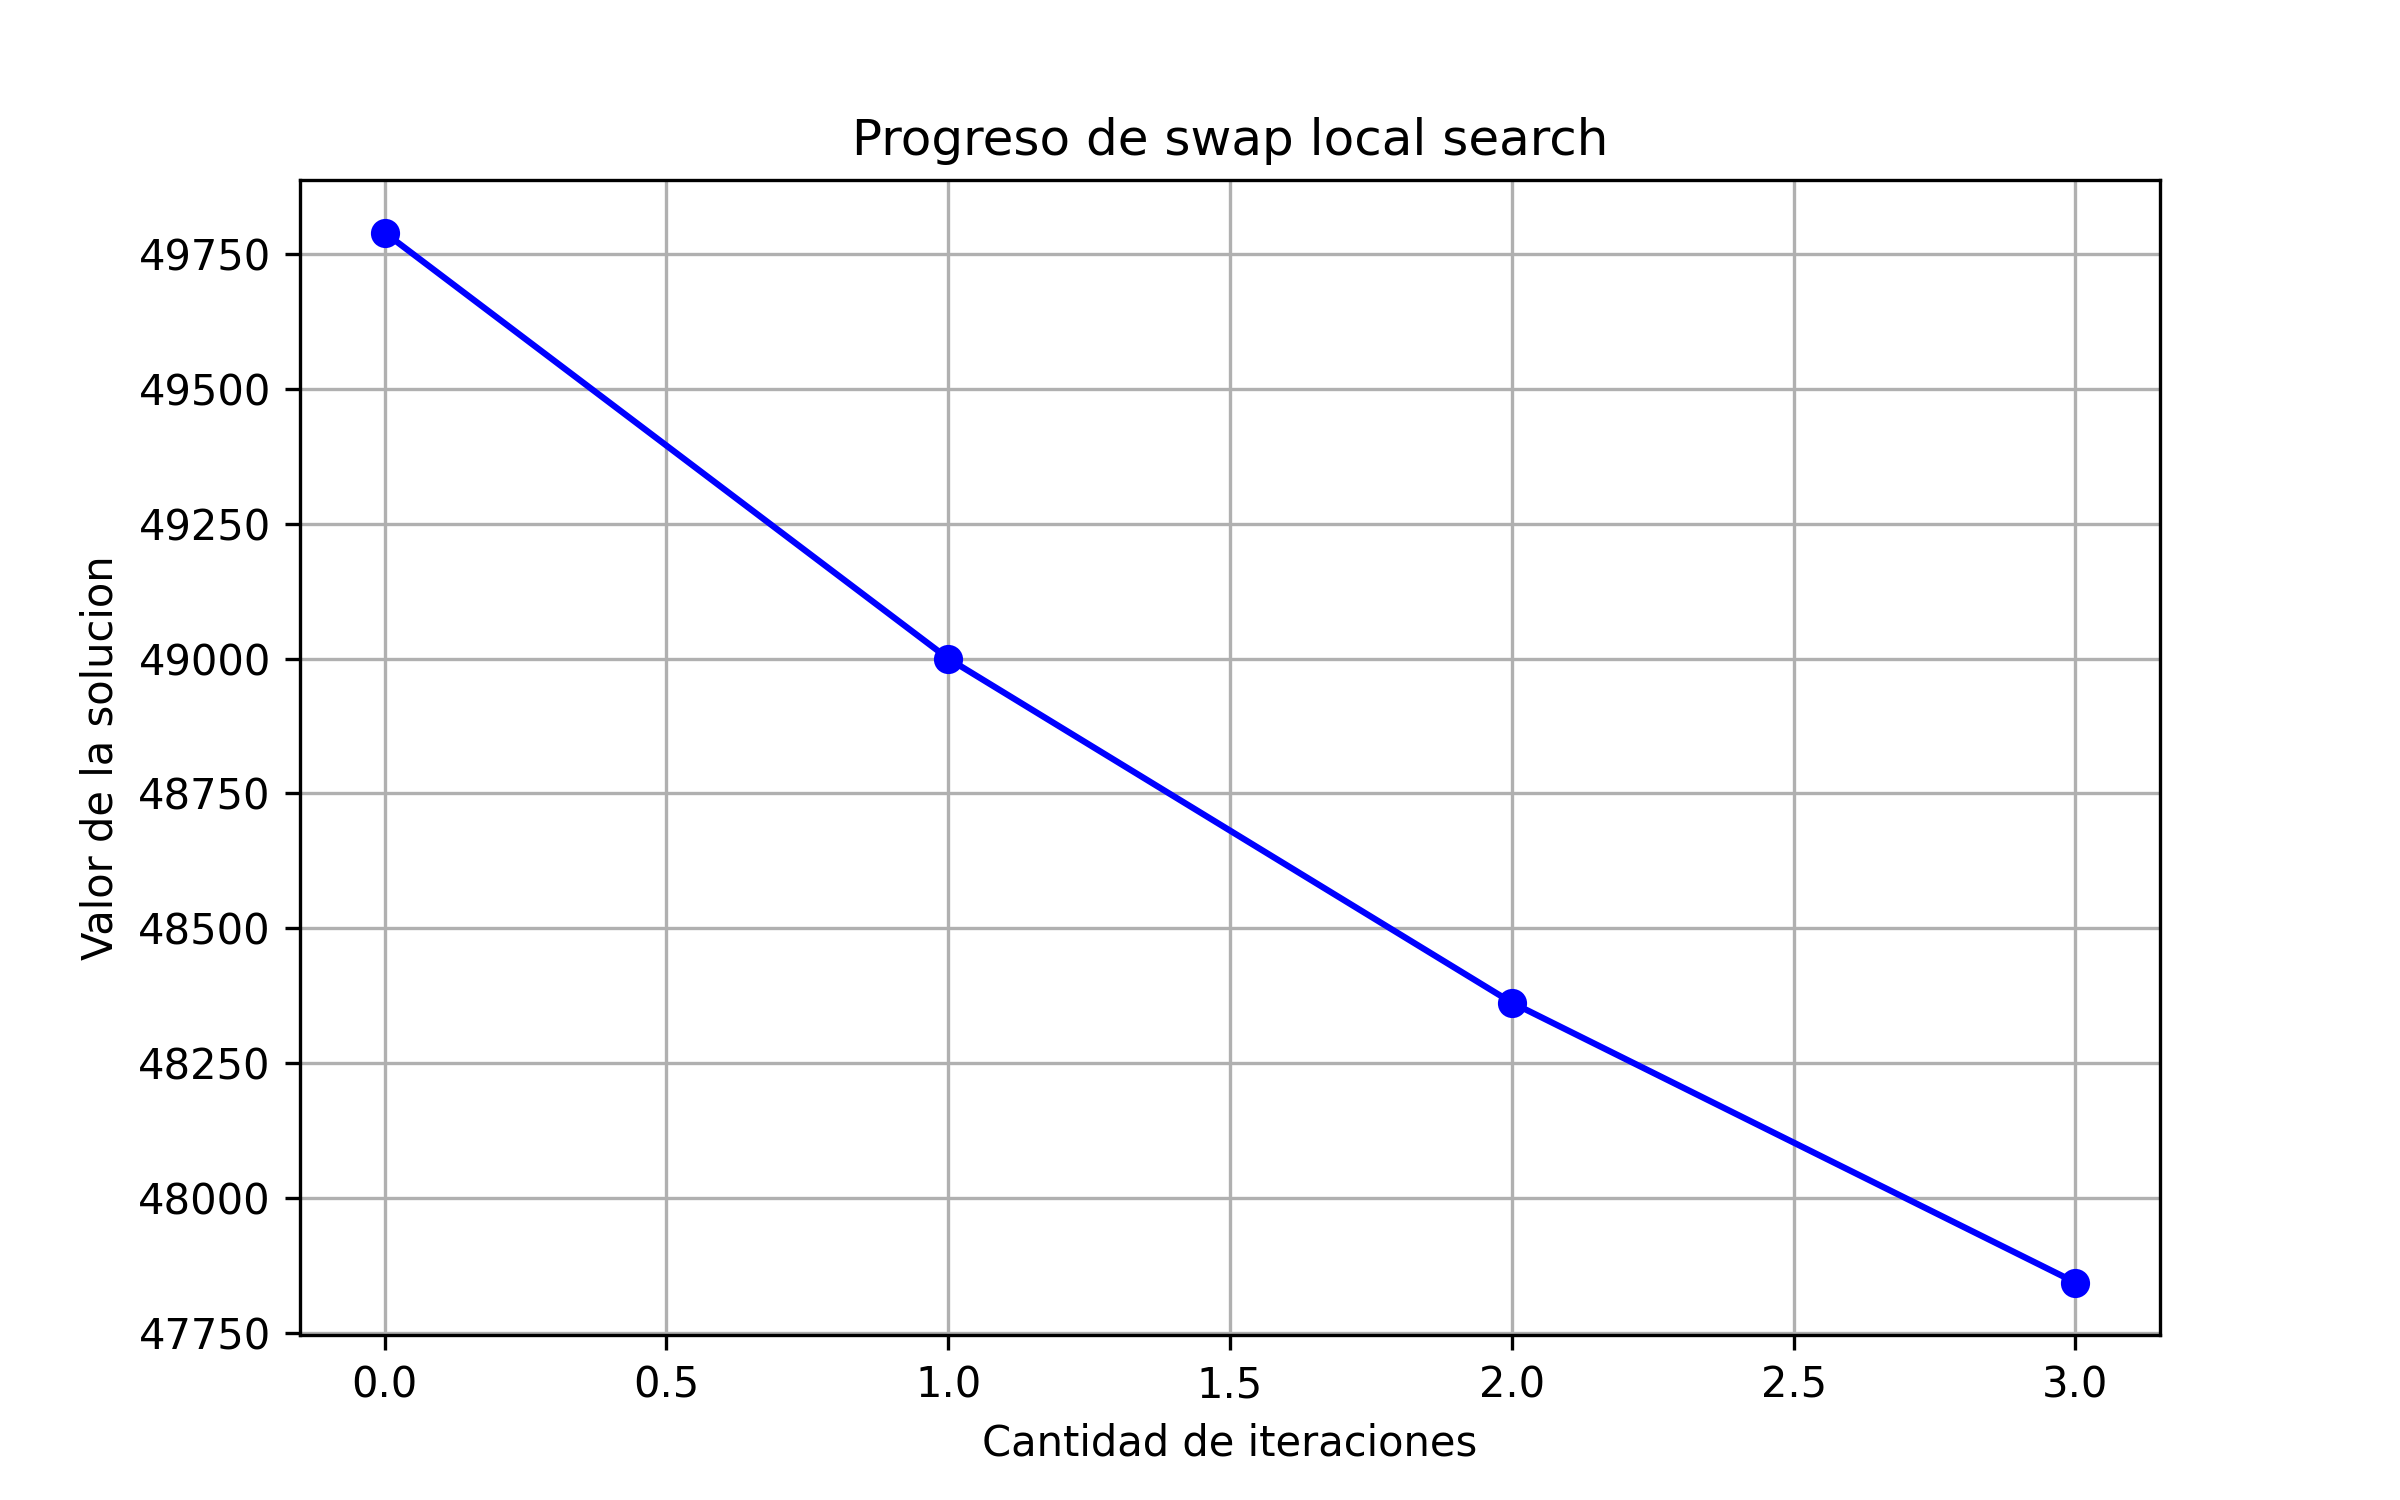 Progreso de swap local search
Valor de la solucion
49750
49500
49250
49000
48750
48500
48250
48000
47750
0.0 0.5 1.0 1.5 2.0 2.5 3.0
Cantidad de iteraciones